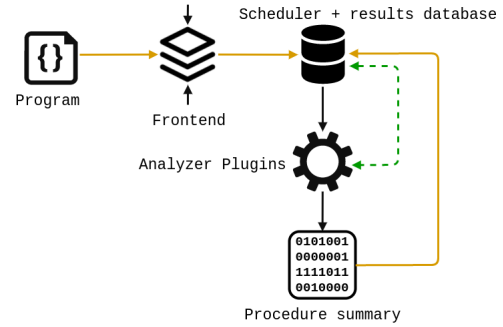 Scheduler + results database
{}
Program
Frontend
Analyzer Plugins
0101001
0000001
1111011
0010000
Procedure summary